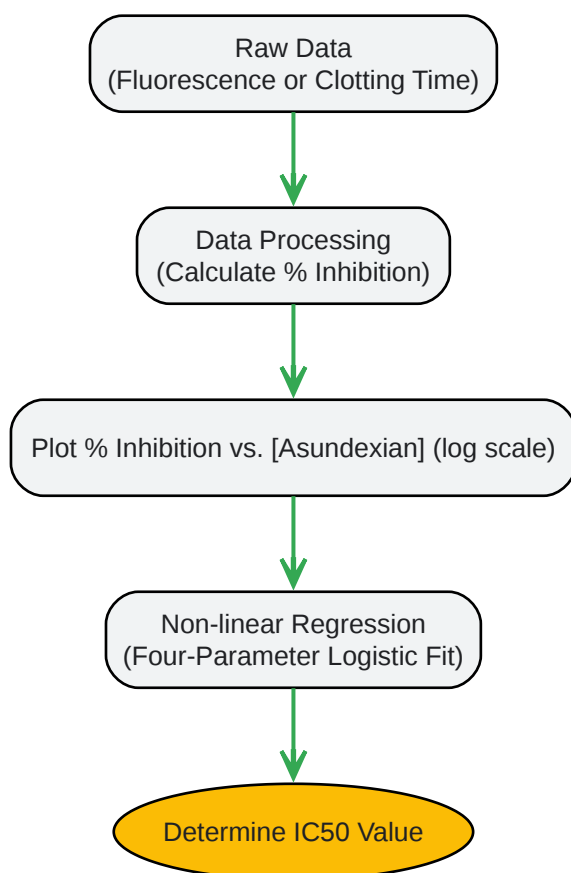 Raw Data
(Fluorescence or Clotting Time)
Data Processing
(Calculate % Inhibition)
Plot % Inhibition vs. [Asundexian] (log scale)
Non-linear Regression
(Four-Parameter Logistic Fit)
Determine IC50 Value